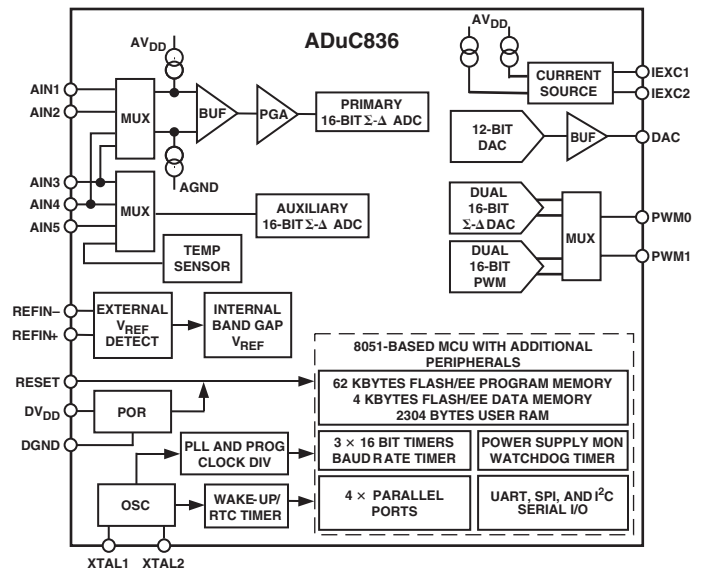 ADuC836
AVDD
AVDD
AIN1
AIN2
MUX
BUF
PGA
PRIMARY
16-BIT Σ-Δ ADC
AGND
CURRENT
SOURCE
IEXC1
IEXC2
12-BIT
DAC
BUF
DAC
AIN3
AIN4
AIN5
MUX
AUXILIARY
16-BIT Σ-Δ ADC
TEMP
SENSOR
DUAL
16-BIT
Σ-Δ DAC
DUAL
16-BIT
PWM
MUX
PWM0
PWM1
REFIN–
REFIN+
EXTERNAL
VREF
DETECT
INTERNAL
BAND GAP
VREF
RESET
DVDD
DGND
POR
8051-BASED MCU WITH ADDITIONAL
PERIPHERALS
62 KBYTES FLASH/EE PROGRAM MEMORY
4 KBYTES FLASH/EE DATA MEMORY
2304 BYTES USER RAM
PLL AND PROG
CLOCK DIV
3 × 16 BIT TIMERS
BAUD RATE TIMER
POWER SUPPLY MON
WATCHDOG TIMER
OSC
WAKE-UP/
RTC TIMER
4 × PARALLEL
PORTS
UART, SPI, AND I2C
SERIAL I/O
XTAL1
XTAL2